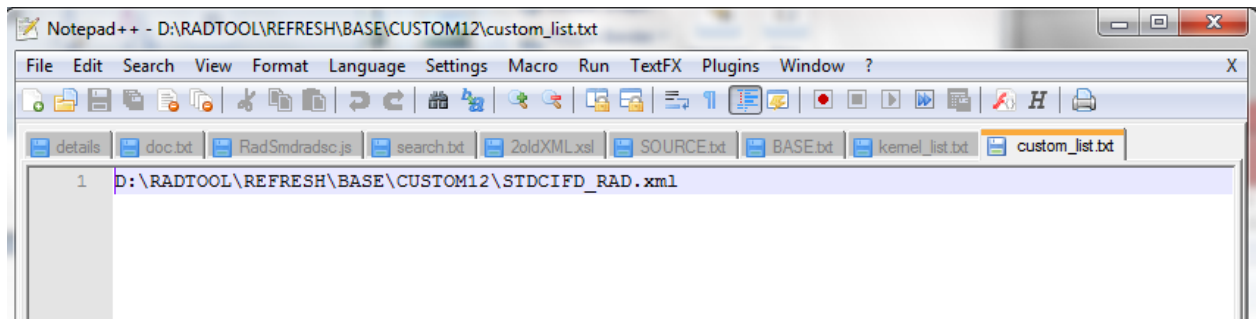 Notepad++ - D:\RADTOOL\REFRESH\BASE\CUSTOM12\custom_list.txt
File Edit Search View Format Language Settings Macro Run TextFX Plugins Window ? X
details doc.txt RadSmdradsc.js search.txt 2oldXML.xsl SOURCE.txt BASE.txt kernel_list.txt custom_list.txt
1 D:\RADTOOL\REFRESH\BASE\CUSTOM12\STDCIFD_RAD.xml